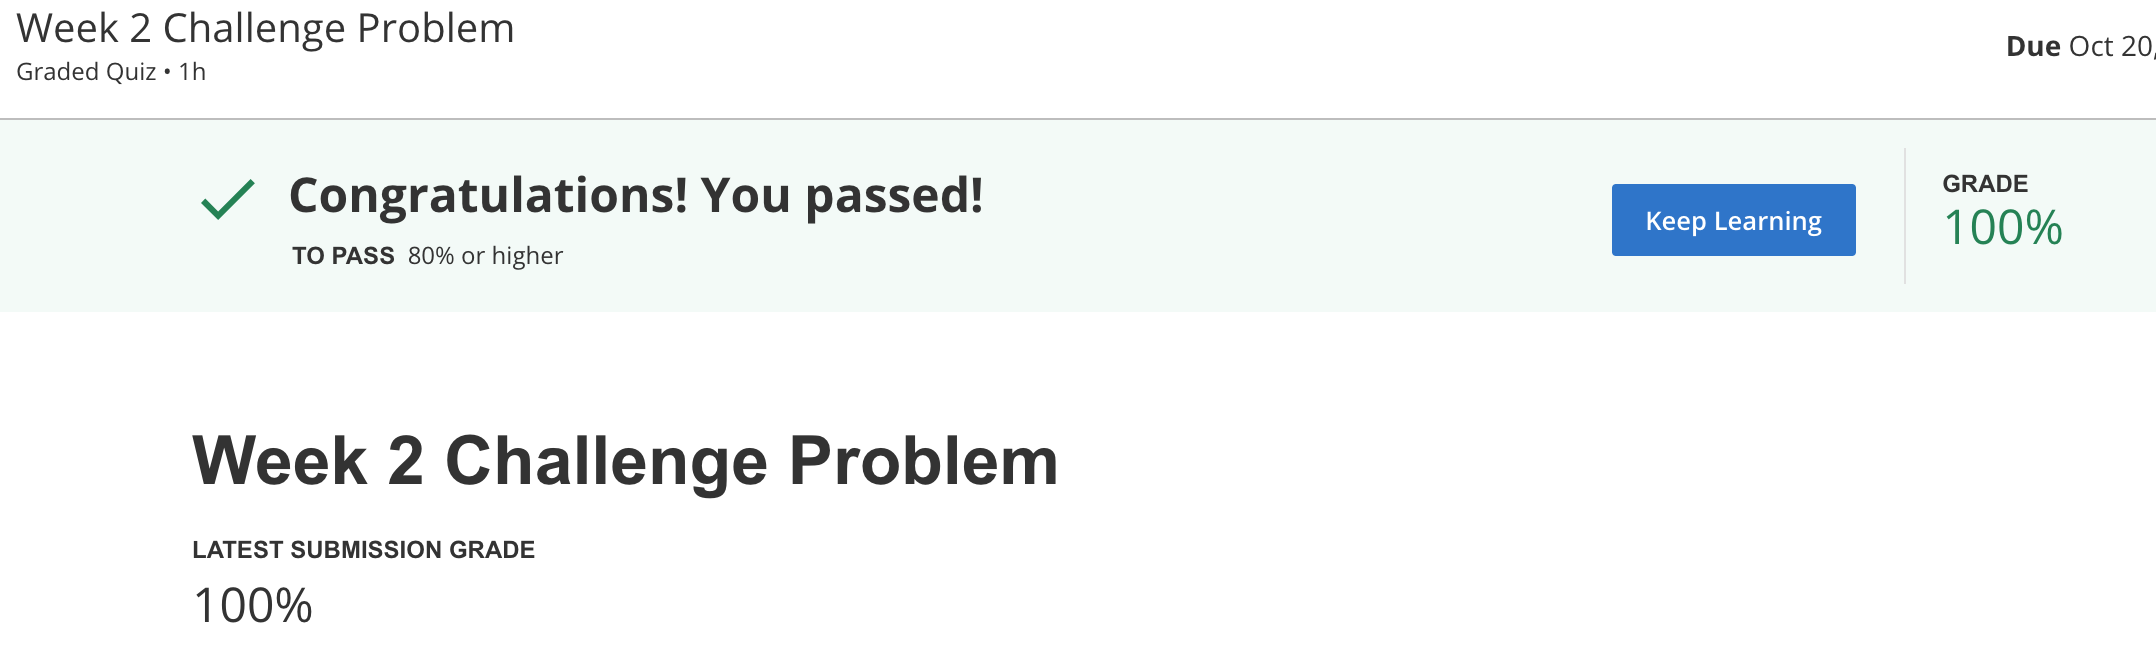 Week 2 Challenge Problem
Graded Quiz • 1h
Due Oct 20,
Congratulations! You passed!
TO PASS 80% or higher
Keep Learning
GRADE
100%
Week 2 Challenge Problem
LATEST SUBMISSION GRADE
100%